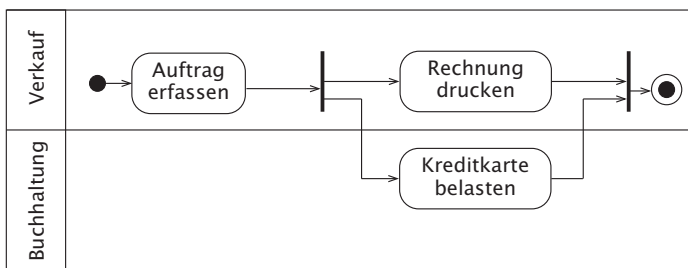 Verkauf
Auftrag
erfassen
Rechnung
drucken
Buchhaltung
Kreditkarte
belasten